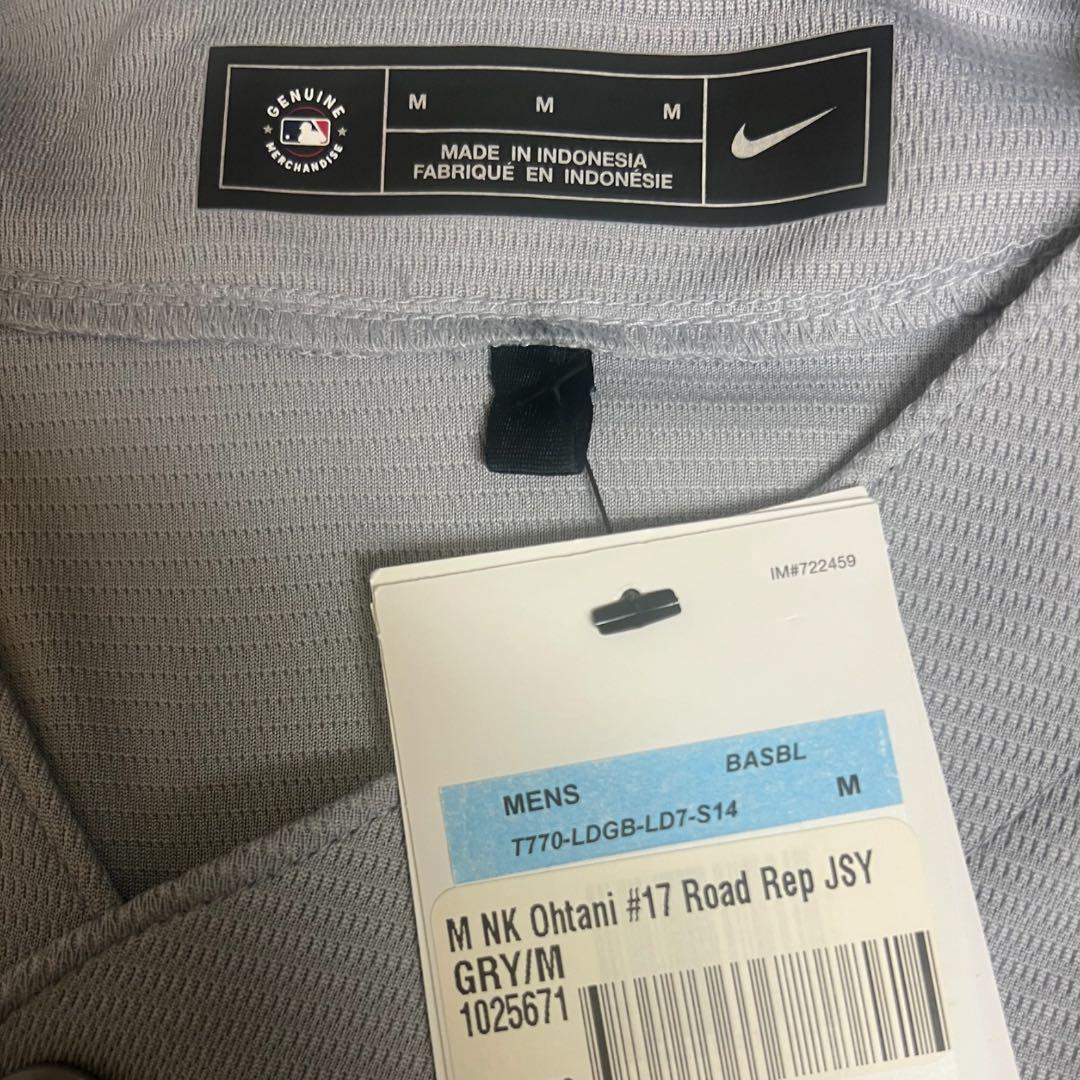 GENUINE
MERCHANDISE
M M M
MADE IN INDONESIA
FABRIQUÉ EN INDONÉSIE
IM#722459
MENS BASBL
T770-LDGB-LD7-S14 M
M NK Ohtani #17 Road Rep JSY
GRY/M
1025671